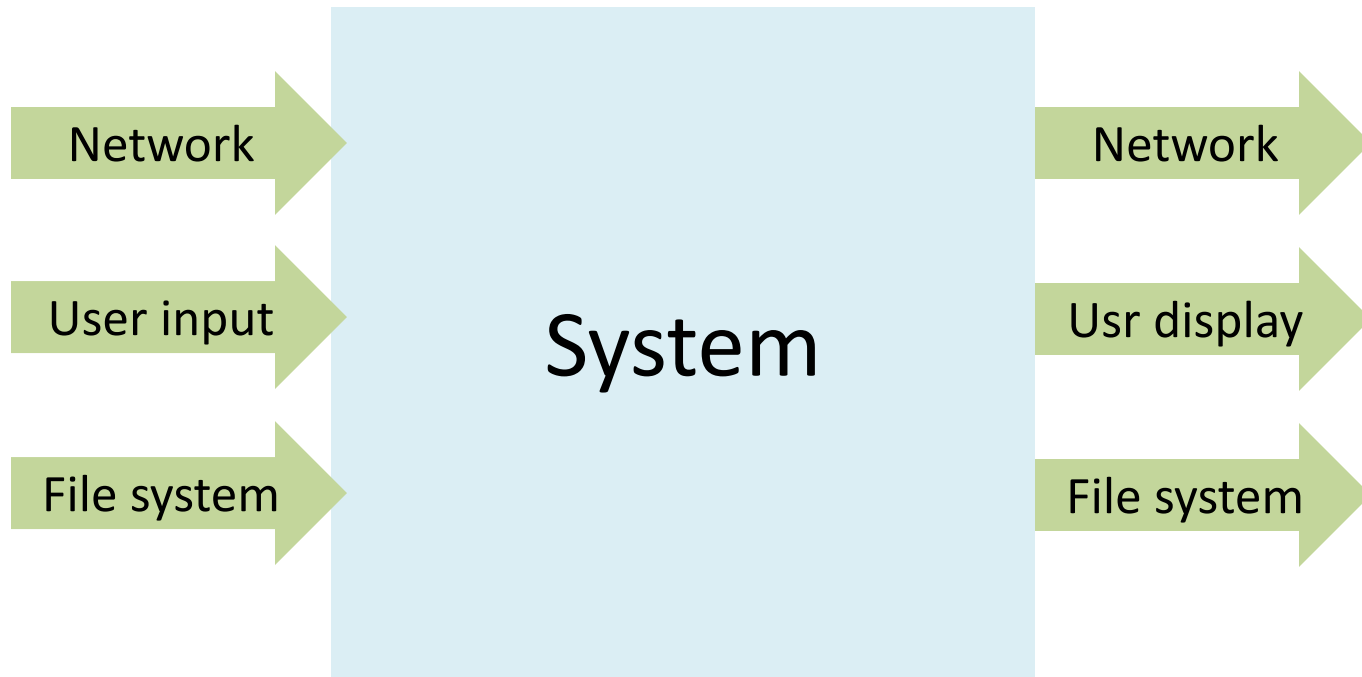 Network
User input
File system
System
Network
Usr display
File system